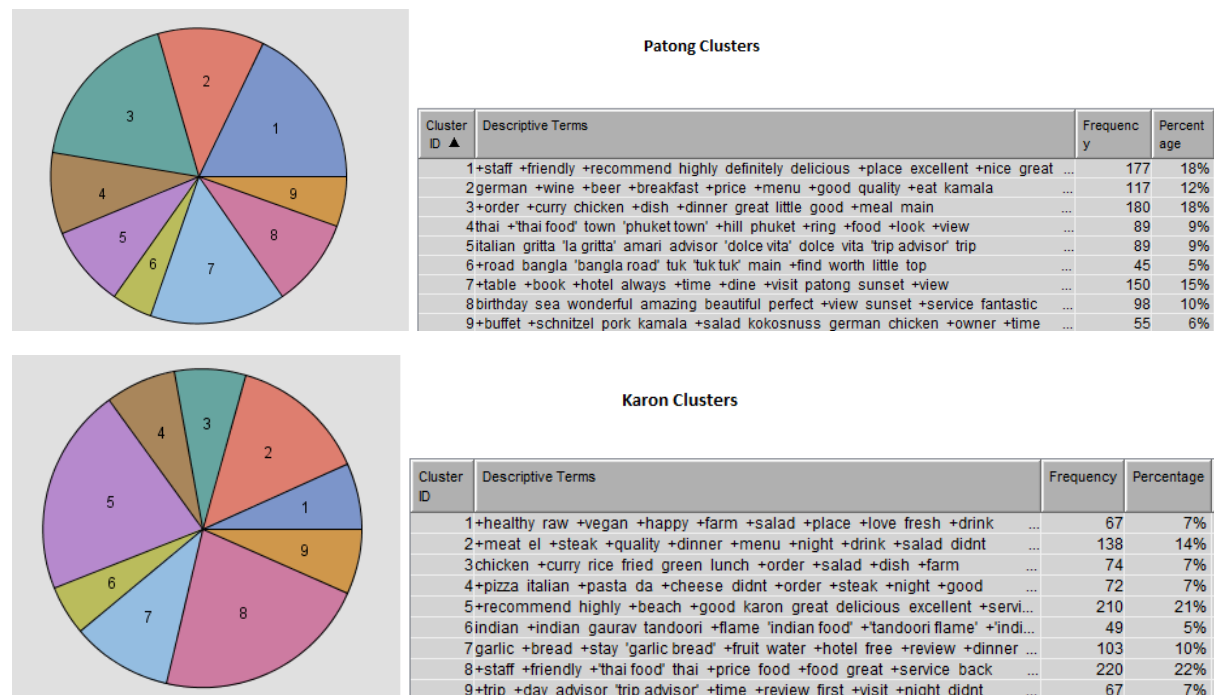 Patong Clusters
1
2
3
4
5
6
7
8
9
Cluster ID ▲ Descriptive Terms Frequency Percentage
1 +staff +friendly +recommend highly definitely delicious +place excellent +nice great ... 177 18%
2 german +wine +beer +breakfast +price +menu +good quality +eat kamala ... 117 12%
3 +order +curry chicken +dish +dinner great little good +meal main ... 180 18%
4 thai +'thai food' town 'phuket town' +hill phuket +ring +food +look +view ... 89 9%
5 italian gritta 'la gritta' amari advisor 'dolce vita' dolce vita 'trip advisor' trip ... 89 9%
6 +road bangla 'bangla road' tuk 'tuk tuk' main +find worth little top ... 45 5%
7 +table +book +hotel always +time +dine +visit patong sunset +view ... 150 15%
8 birthday sea wonderful amazing beautiful perfect +view sunset +service fantastic ... 98 10%
9 +buffet +schnitzel pork kamala +salad kokosnuss german chicken +owner +time ... 55 6%
Karon Clusters
1
2
3
4
5
6
7
8
9
Cluster ID Descriptive Terms Frequency Percentage
1 +healthy raw +vegan +happy +farm +salad +place +love fresh +drink ... 67 7%
2 +meat el +steak +quality +dinner +menu +night +drink +salad didnt ... 138 14%
3 chicken +curry rice fried green lunch +order +salad +dish +farm ... 74 7%
4 +pizza italian +pasta da +cheese didnt +order +steak +night +good ... 72 7%
5 +recommend highly +beach +good karon great delicious excellent +servi... 210 21%
6 indian +indian gaurav tandoori +flame 'indian food' +'tandoori flame' +'indi... 49 5%
7 garlic +bread +stay 'garlic bread' +fruit water +hotel free +review +dinner ... 103 10%
8 +staff +friendly +'thai food' thai +price food +food great +service back ... 220 22%
9 +trip +day advisor 'trip advisor' +time +review first +visit +night didnt ... 67 7%